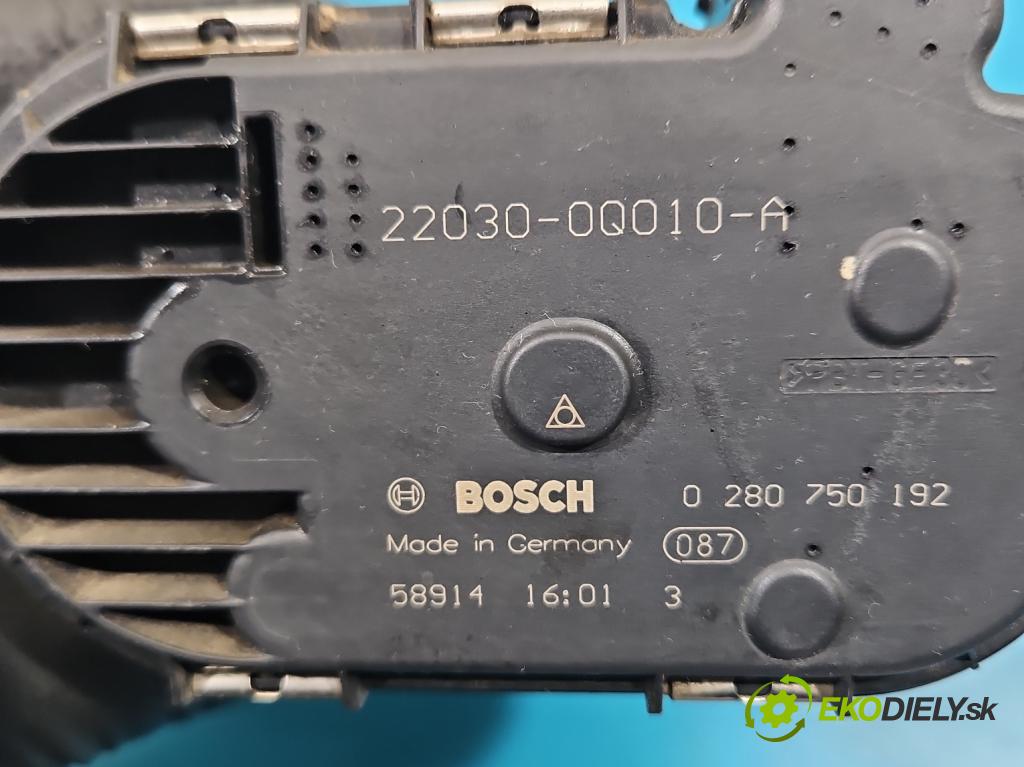 22030-0Q010-A
BOSCH 0 280 750 192
Made in Germany 087
58914 16:01 3
EKODIELY.sk